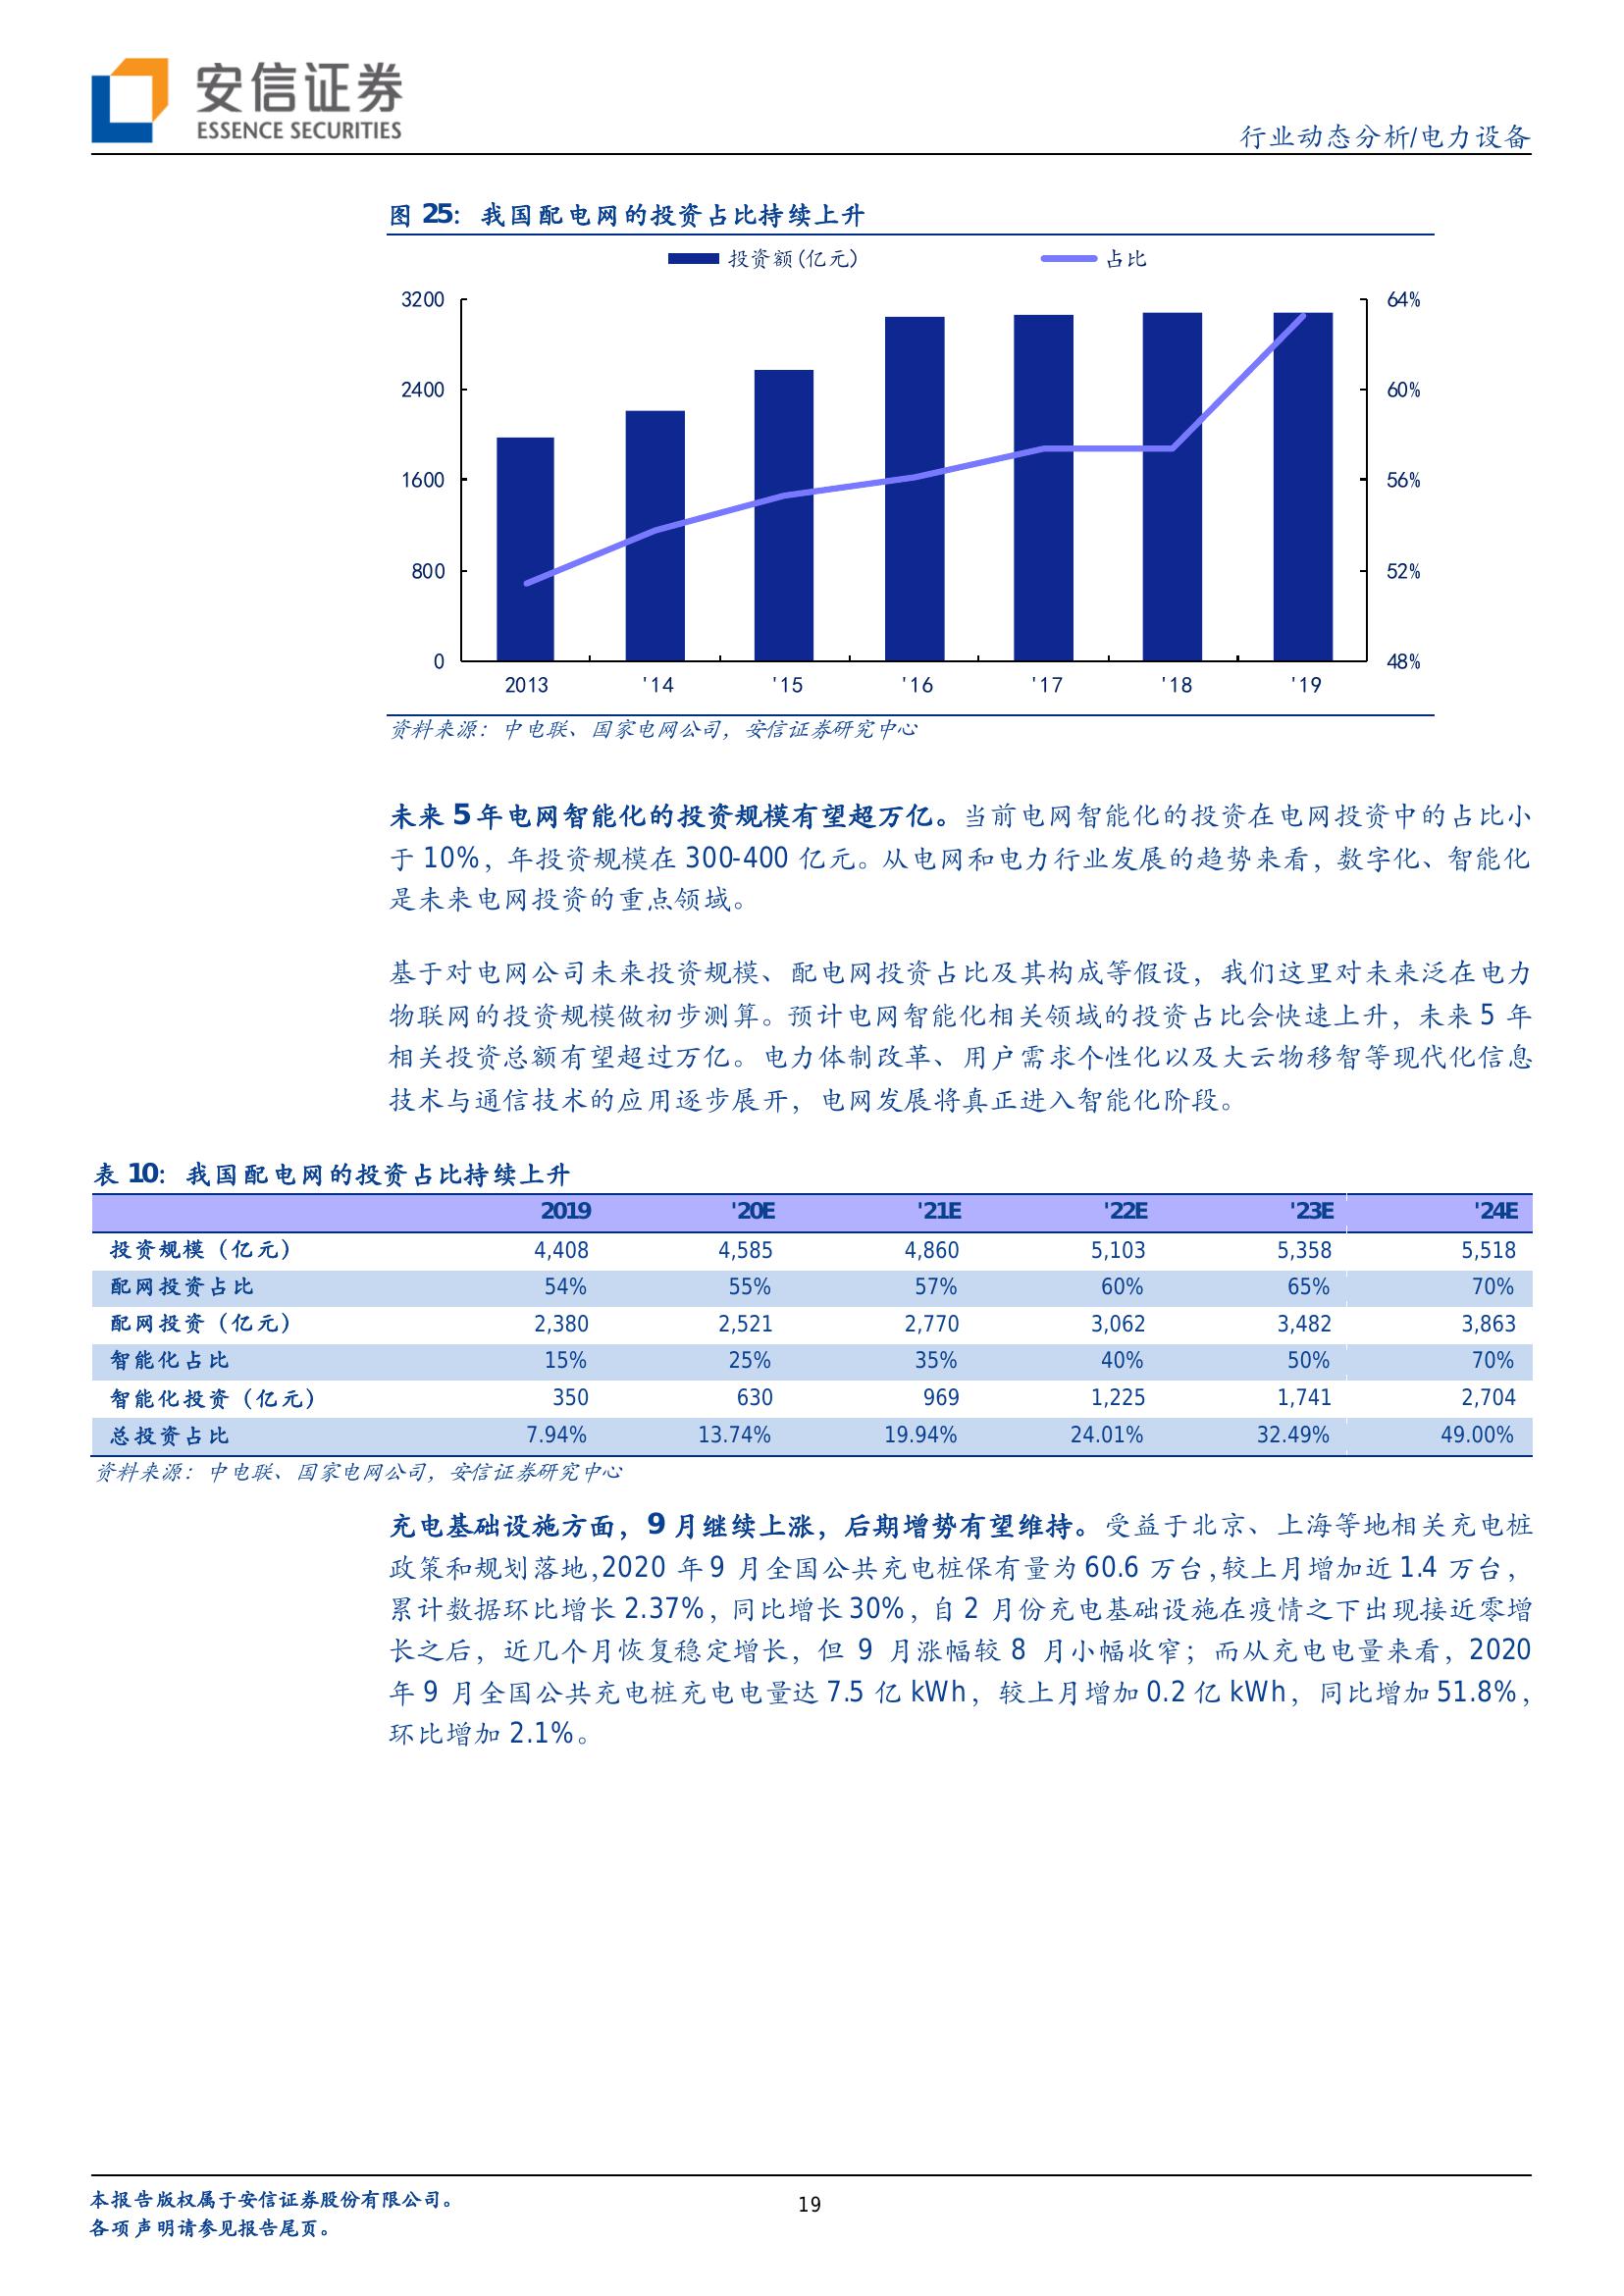 安信证券
ESSENCE SECURITIES
行业动态分析/电力设备
图 25：我国配电网的投资占比持续上升
投资额(亿元) 占比
3200 64%
2400 60%
1600 56%
800 52%
0 48%
2013 '14 '15 '16 '17 '18 '19
资料来源：中电联、国家电网公司，安信证券研究中心
未来 5 年电网智能化的投资规模有望超万亿。当前电网智能化的投资在电网投资中的占比小
于 10%，年投资规模在 300-400 亿元。从电网和电力行业发展的趋势来看，数字化、智能化
是未来电网投资的重点领域。
基于对电网公司未来投资规模、配电网投资占比及其构成等假设，我们这里对未来泛在电力
物联网的投资规模做初步测算。预计电网智能化相关领域的投资占比会快速上升，未来 5 年
相关投资总额有望超过万亿。电力体制改革、用户需求个性化以及大云物移智等现代化信息
技术与通信技术的应用逐步展开，电网发展将真正进入智能化阶段。
表 10：我国配电网的投资占比持续上升
2019 '20E '21E '22E '23E '24E
投资规模（亿元） 4,408 4,585 4,860 5,103 5,358 5,518
配网投资占比 54% 55% 57% 60% 65% 70%
配网投资（亿元） 2,380 2,521 2,770 3,062 3,482 3,863
智能化占比 15% 25% 35% 40% 50% 70%
智能化投资（亿元） 350 630 969 1,225 1,741 2,704
总投资占比 7.94% 13.74% 19.94% 24.01% 32.49% 49.00%
资料来源：中电联、国家电网公司，安信证券研究中心
充电基础设施方面，9 月继续上涨，后期增势有望维持。受益于北京、上海等地相关充电桩
政策和规划落地，2020 年 9 月全国公共充电桩保有量为 60.6 万台，较上月增加近 1.4 万台，
累计数据环比增长 2.37%，同比增长 30%，自 2 月份充电基础设施在疫情之下出现接近零增
长之后，近几个月恢复稳定增长，但 9 月涨幅较 8 月小幅收窄；而从充电电量来看，2020
年 9 月全国公共充电桩充电电量达 7.5 亿 kWh，较上月增加 0.2 亿 kWh，同比增加 51.8%，
环比增加 2.1%。
本报告版权属于安信证券股份有限公司。
各项声明请参见报告尾页。
19